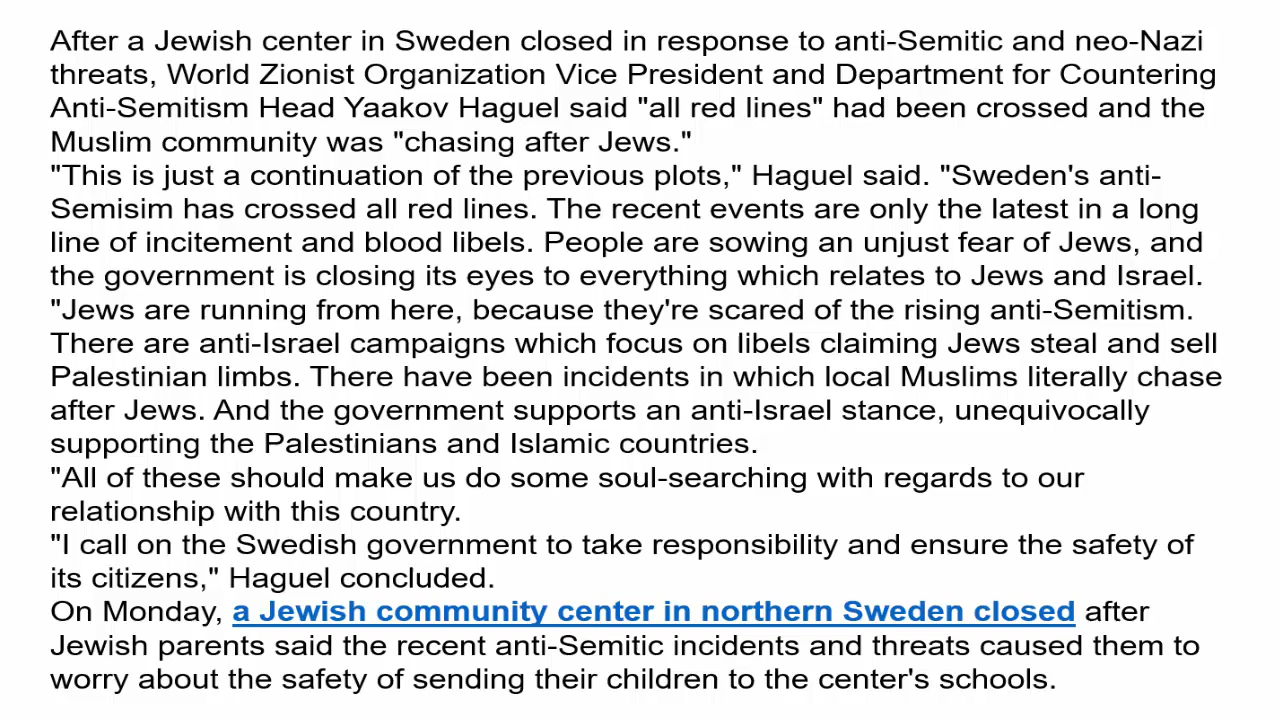 After a Jewish center in Sweden closed in response to anti-Semitic and neo-Nazi
threats, World Zionist Organization Vice President and Department for Countering
Anti-Semitism Head Yaakov Haguel said "all red lines" had been crossed and the
Muslim community was "chasing after Jews."
"This is just a continuation of the previous plots," Haguel said. "Sweden's anti-
Semisim has crossed all red lines. The recent events are only the latest in a long
line of incitement and blood libels. People are sowing an unjust fear of Jews, and
the government is closing its eyes to everything which relates to Jews and Israel.
"Jews are running from here, because they're scared of the rising anti-Semitism.
There are anti-Israel campaigns which focus on libels claiming Jews steal and sell
Palestinian limbs. There have been incidents in which local Muslims literally chase
after Jews. And the government supports an anti-Israel stance, unequivocally
supporting the Palestinians and Islamic countries.
"All of these should make us do some soul-searching with regards to our
relationship with this country.
"I call on the Swedish government to take responsibility and ensure the safety of
its citizens," Haguel concluded.
On Monday, a Jewish community center in northern Sweden closed after
Jewish parents said the recent anti-Semitic incidents and threats caused them to
worry about the safety of sending their children to the center's schools.